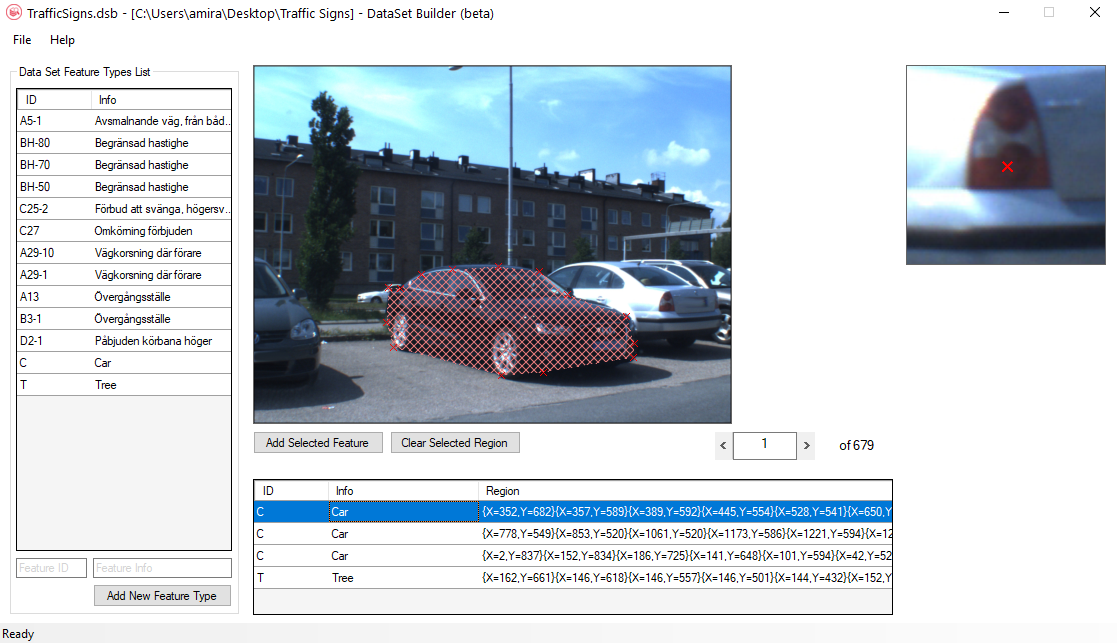 TrafficSigns.dsb - [C:\Users\amira\Desktop\Traffic Signs] - DataSet Builder (beta)
File Help
Data Set Feature Types List
ID Info
A5-1 Avsmalnande väg, från båd..
BH-80 Begränsad hastighe
BH-70 Begränsad hastighe
BH-50 Begränsad hastighe
C25-2 Förbud att svänga, högersv..
C27 Omkörning förbjuden
A29-10 Vägkorsning där förare
A29-1 Vägkorsning där förare
A13 Övergångsställe
B3-1 Övergångsställe
D2-1 Påbjuden körbana höger
C Car
T Tree
Feature ID Feature Info
Add New Feature Type
Add Selected Feature Clear Selected Region
< 1 > of 679
ID Info Region
C Car {X=352,Y=682}{X=357,Y=589}{X=389,Y=592}{X=445,Y=554}{X=528,Y=541}{X=650,Y
C Car {X=778,Y=549}{X=853,Y=520}{X=1061,Y=520}{X=1173,Y=586}{X=1221,Y=594}{X=12
C Car {X=2,Y=837}{X=152,Y=834}{X=186,Y=725}{X=141,Y=648}{X=101,Y=594}{X=42,Y=52
T Tree {X=162,Y=661}{X=146,Y=618}{X=146,Y=557}{X=146,Y=501}{X=144,Y=432}{X=152,Y
Ready